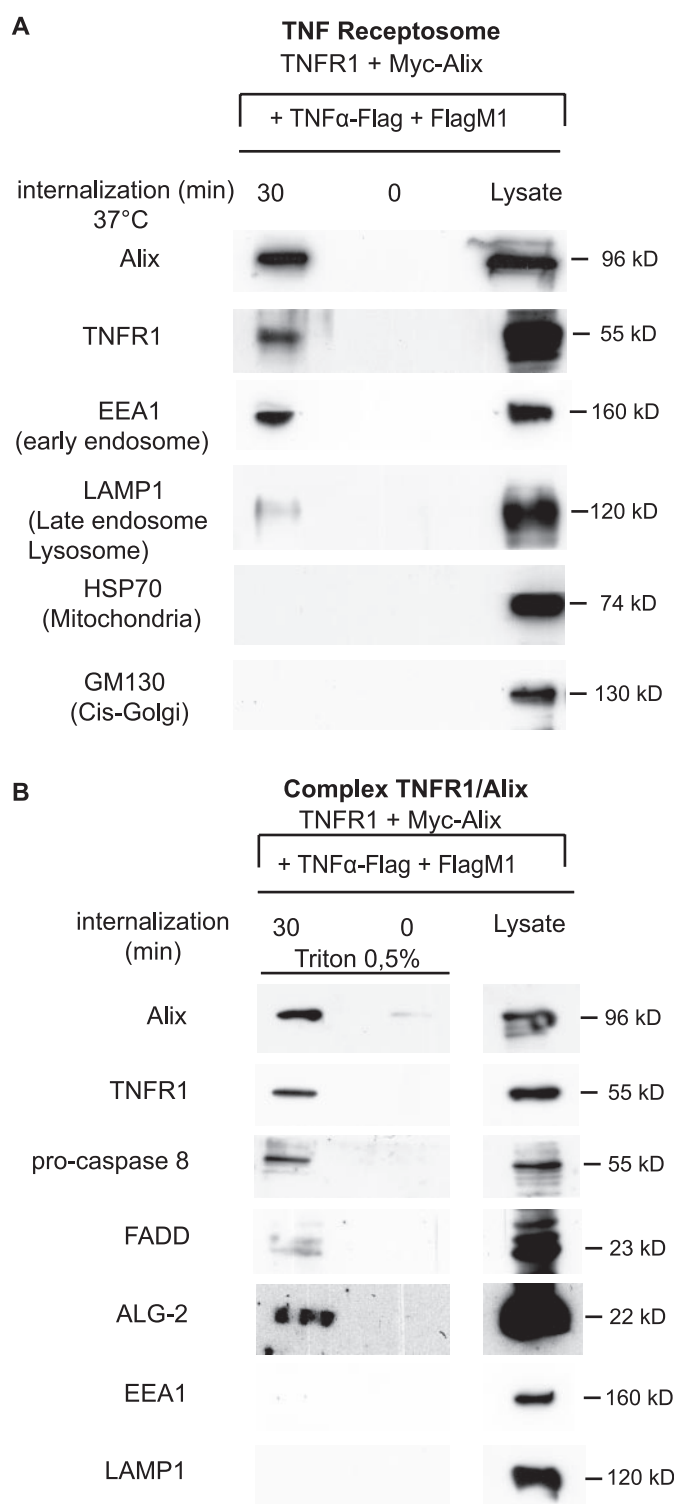 A
TNF Receptosome
TNFR1 + Myc-Alix
+ TNFα-Flag + FlagM1
internalization (min) 30 0 Lysate
37°C
Alix 96 kD
TNFR1 55 kD
EEA1 160 kD
(early endosome)
LAMP1
(Late endosome 120 kD
Lysosome)
HSP70 74 kD
(Mitochondria)
GM130 130 kD
(Cis-Golgi)
B
Complex TNFR1/Alix
TNFR1 + Myc-Alix
+ TNFα-Flag + FlagM1
internalization 30 0 Lysate
(min)
Triton 0,5%
Alix 96 kD
TNFR1 55 kD
pro-caspase 8 55 kD
FADD 23 kD
ALG-2 22 kD
EEA1 160 kD
LAMP1 120 kD